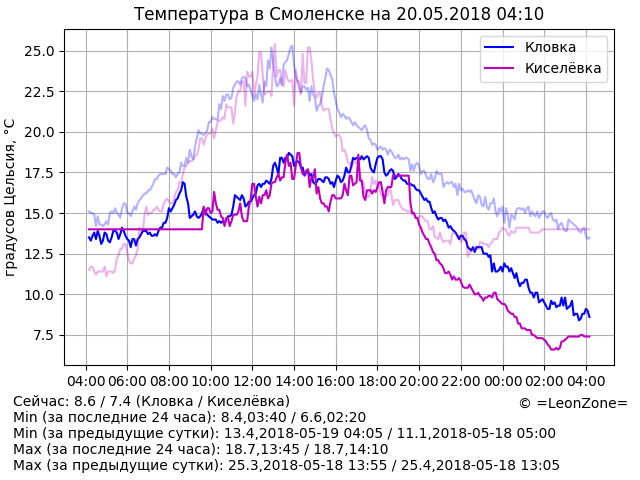 Температура в Смоленске на 20.05.2018 04:10
градусов Цельсия, °C
25.0
22.5
20.0
17.5
15.0
12.5
10.0
7.5
Кловка
Киселёвка
04:00 06:00 08:00 10:00 12:00 14:00 16:00 18:00 20:00 22:00 00:00 02:00 04:00
Сейчас: 8.6 / 7.4 (Кловка / Киселёвка)
© =LeonZone=
Min (за последние 24 часа): 8.4,03:40 / 6.6,02:20
Min (за предыдущие сутки): 13.4,2018-05-19 04:05 / 11.1,2018-05-18 05:00
Max (за последние 24 часа): 18.7,13:45 / 18.7,14:10
Max (за предыдущие сутки): 25.3,2018-05-18 13:55 / 25.4,2018-05-18 13:05